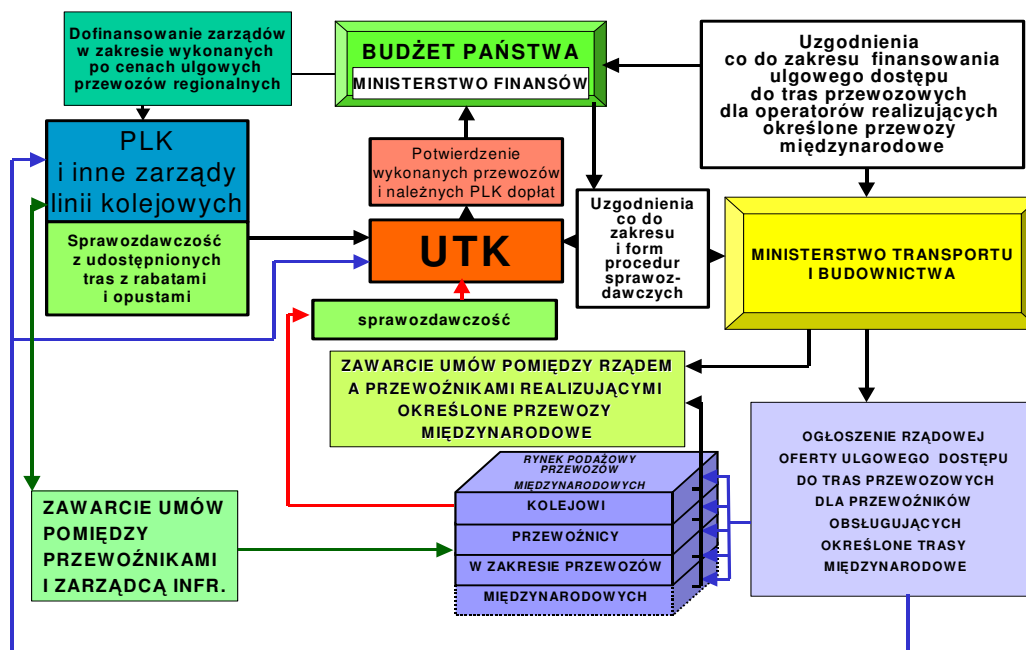 Dofinansowanie zarządów
w zakresie wykonanych
po cenach ulgowych
przewozów regionalnych
BUDŻET PAŃSTWA
MINISTERSTWO FINANSÓW
Uzgodnienia
co do zakresu finansowania
ulgowego dostępu
do tras przewozowych
dla operatorów realizujących
określone przewozy
międzynarodowe
PLK
i inne zarządy
linii kolejowych
Potwierdzenie
wykonanych przewozów
i należnych PLK dopłat
Uzgodnienia
co do
zakresu
i form
procedur
sprawoz-
dawczych
Sprawozdawczość
z udostępnionych
tras z rabatami
i opustami
UTK
MINISTERSTWO TRANSPORTU
I BUDOWNICTWA
sprawozdawczość
ZAWARCIE UMÓW POMIĘDZY RZĄDEM
A PRZEWOŹNIKAMI REALIZUJĄCYMI
OKREŚLONE PRZEWOZY
MIĘDZYNARODOWE
OGŁOSZENIE RZĄDOWEJ
OFERTY ULGOWEGO DOSTĘPU
DO TRAS PRZEWOZOWYCH
DLA PRZEWOŹNIKÓW
OBSŁUGUJĄCYCH
OKREŚLONE TRASY
MIĘDZYNARODOWE
RYNEK PODAŻOWY
PRZEWOZÓW
MIĘDZYNARODOWYCH
KOLEJOWI
PRZEWOŹNICY
W ZAKRESIE PRZEWOZÓW
MIĘDZYNARODOWYCH
ZAWARCIE UMÓW
POMIĘDZY
PRZEWOŹNIKAMI
I ZARZĄDCĄ INFR.